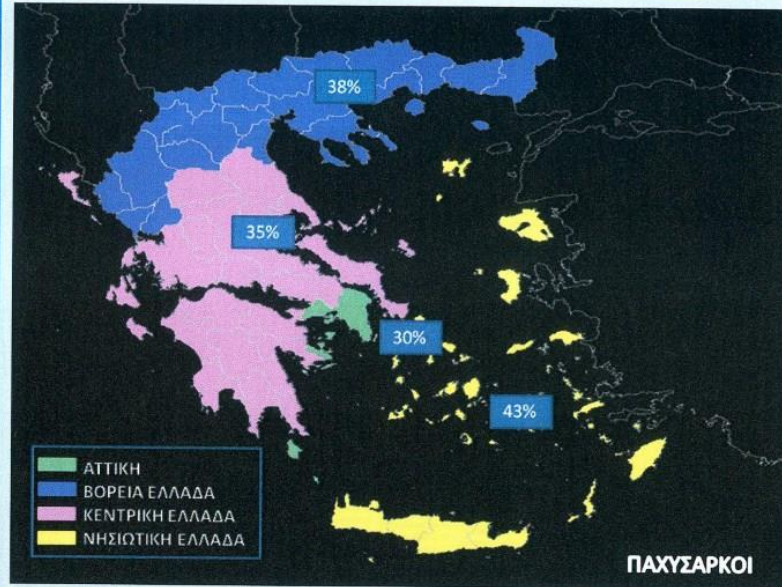 38%
35%
30%
43%
ΑΤΤΙΚΗ
ΒΟΡΕΙΑ ΕΛΛΑΔΑ
ΚΕΝΤΡΙΚΗ ΕΛΛΑΔΑ
ΝΗΣΙΩΤΙΚΗ ΕΛΛΑΔΑ
ΠΑΧΥΣΑΡΚΟΙ